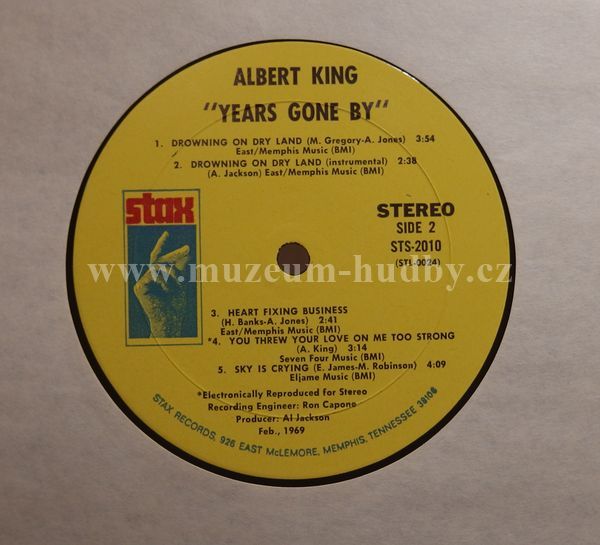 ALBERT KING
"YEARS GONE BY"
1. DROWNING ON DRY LAND (M. Gregory-A. Jones) 3:54
East/Memphis Music (BMI)
2. DROWNING ON DRY LAND (instrumental) 2:38
(A. Jackson) East/Memphis Music (BMI)
stax
STEREO
SIDE 2
STS-2010
(STL-0024)
www.muzeum-hudby.cz
3. HEART FIXING BUSINESS
(H. Banks-A. Jones) 2:41
East/Memphis Music (BMI)
*4. YOU THREW YOUR LOVE ON ME TOO STRONG
(A. King) 3:14
Seven Four Music (BMI)
5. SKY IS CRYING (E. James-M. Robinson) 4:09
Eljame Music (BMI)
*Electronically Reproduced for Stereo
Recording Engineer: Ron Capone
Producer: Al Jackson
Feb., 1969
STAX RECORDS, 926 EAST McLEMORE, MEMPHIS, TENNESSEE 38106